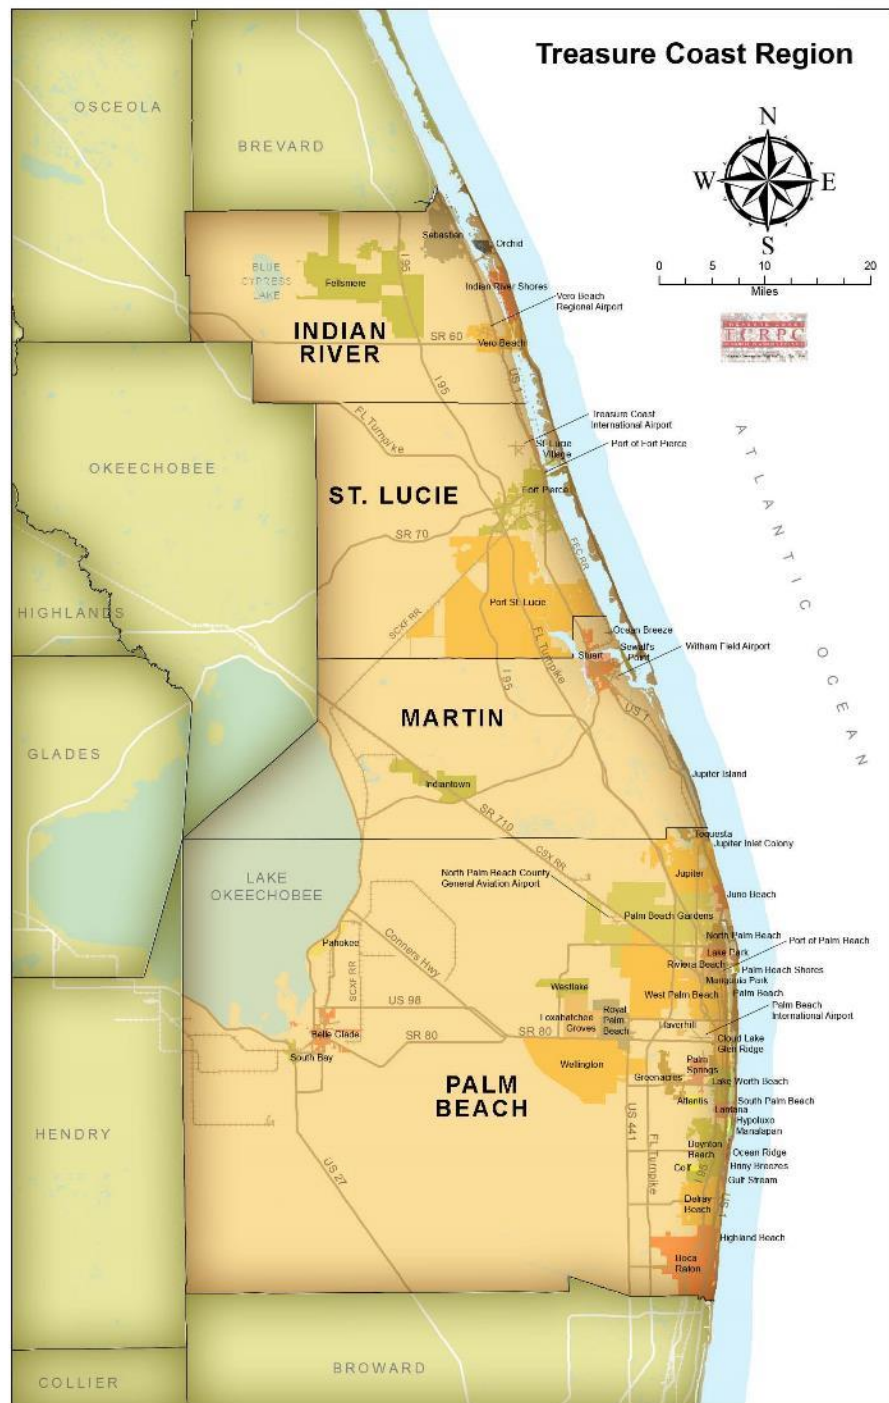 Treasure Coast Region
OSCEOLA
BREVARD
N
W
E
S
0
5
10
20
Miles
TCRPC
Sebastian
Orchid
I 95
BLUE
CYPRESS
LAKE
Fellsmere
Indian River Shores
Vero Beach
Regional Airport
INDIAN
RIVER
SR 60
Vero Beach
US 1
I 95
FL Turnpike
Treasure Coast
International Airport
St. Lucie
Village
Port of Fort Pierce
OKEECHOBEE
ST. LUCIE
Fort Pierce
SR 70
FEC RR
ATLANTIC OCEAN
HIGHLANDS
SCXF RR
Port St. Lucie
FL Turnpike
Ocean Breeze
Sewall's
Point
Stuart
Witham Field Airport
I 95
US 1
MARTIN
GLADES
Indiantown
Jupiter Island
SR 710
CSX RR
Tequesta
Jupiter Inlet Colony
LAKE
OKEECHOBEE
North Palm Beach County
General Aviation Airport
Jupiter
Juno Beach
Palm Beach Gardens
North Palm Beach
Pahokee
Conners Hwy
Lake Park
Port of Palm Beach
Riviera Beach
Palm Beach Shores
SCXF RR
Mangonia Park
Westlake
West Palm Beach
Palm Beach
US 98
Loxahatchee
Groves
Royal
Palm
Beach
Palm Beach
International Airport
Haverhill
Belle Glade
SR 80
SR 80
Cloud Lake
Glen Ridge
South Bay
Wellington
Palm
Springs
Greenacres
Lake Worth Beach
PALM
BEACH
Atlantis
South Palm Beach
Lantana
Hypoluxo
Manalapan
HENDRY
US 441
FL Turnpike
Boynton
Beach
Ocean Ridge
Golf
I 95
Briny Breezes
Gulf Stream
US 27
Delray
Beach
US 1
Highland Beach
Boca
Raton
BROWARD
COLLIER